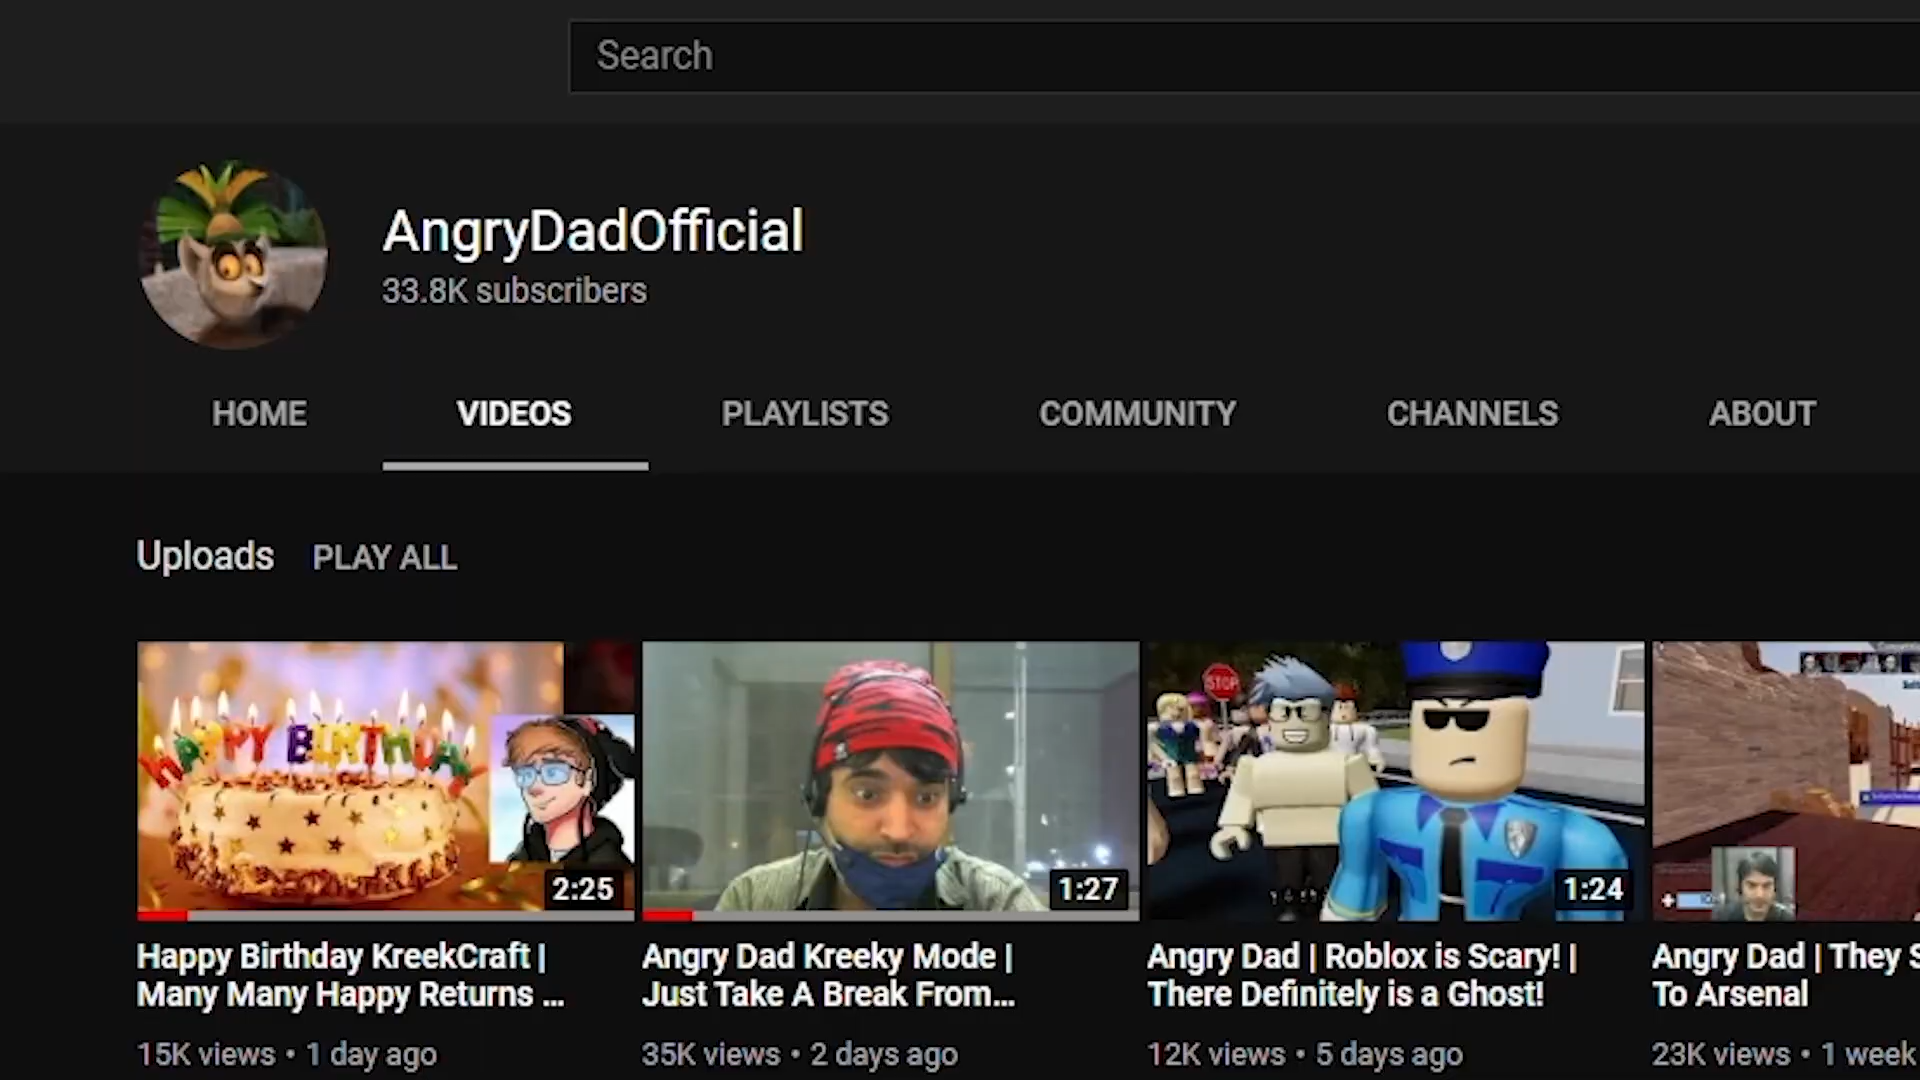 Search
AngryDadOfficial
33.8K subscribers
HOME
VIDEOS
PLAYLISTS
COMMUNITY
CHANNELS
ABOUT
Uploads
PLAY ALL
HAPPY BIRTHDAY
2:25
1:27
STOP
1:24
Happy Birthday KreekCraft |
Many Many Happy Returns ...
15K views • 1 day ago
Angry Dad Kreeky Mode |
Just Take A Break From...
35K views • 2 days ago
Angry Dad | Roblox is Scary! |
There Definitely is a Ghost!
12K views • 5 days ago
Angry Dad | They S
To Arsenal
23K views • 1 week